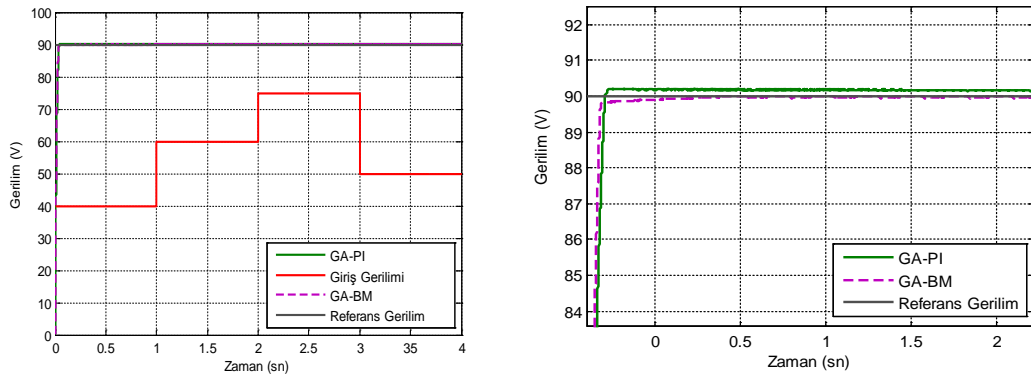 100
90
80
70
60
50
40
30
20
10
0
Gerilim (V)
0 0.5 1 1.5 2 2.5 3 35 4
Zaman (sn)
GA-PI
Giriş Gerilimi
GA-BM
Referans Gerilim
92
91
90
89
88
87
86
85
84
Gerilim (V)
0 0.5 1 1.5 2
Zaman (sn)
GA-PI
GA-BM
Referans Gerilim